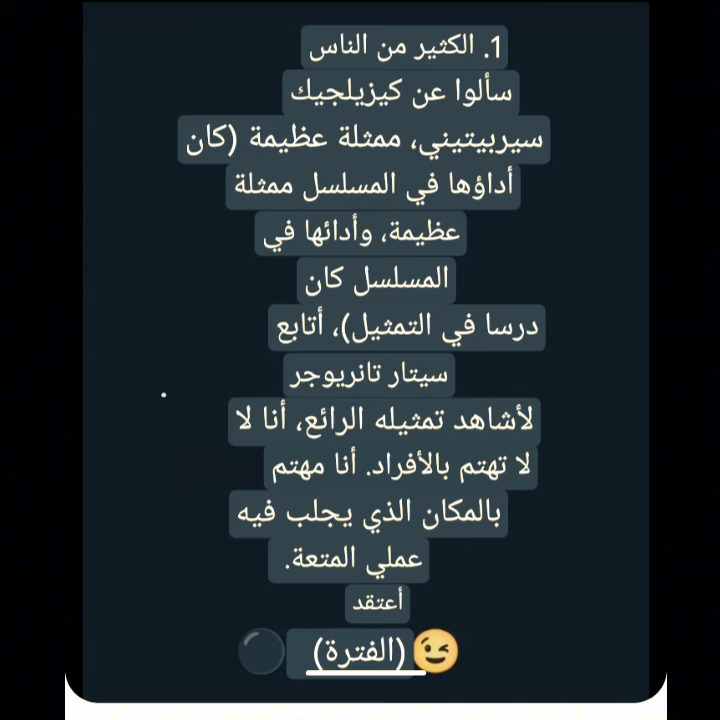 1. الكثير من الناس
سألوا عن كيزيلجيك
سيربيتيني، ممثلة عظيمة (كان
أداؤها في المسلسل ممثلة
عظيمة، وأدائها في
المسلسل كان
درسا في التمثيل)، أتابع
سيتار تانريوجر
لأشاهد تمثيله الرائع، أنا لا
لا تهتم بالأفراد. أنا مهتم
بالمكان الذي يجلب فيه
عملي المتعة.
أعتقد
😉(الفترة) ⚫